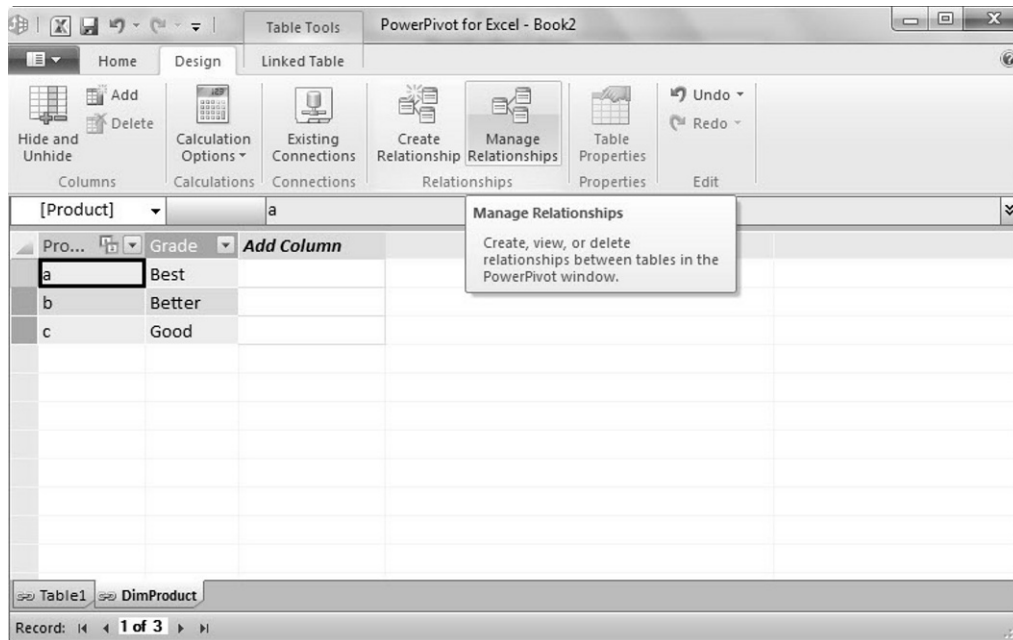 Table Tools
PowerPivot for Excel - Book2
Home
Design
Linked Table
Hide and
Unhide
Add
Delete
Columns
Calculation
Options
Calculations
Existing
Connections
Connections
Create
Relationship
Manage
Relationships
Relationships
Table
Properties
Properties
Undo
Redo
Edit
[Product]
a
Manage Relationships
Create, view, or delete
relationships between tables in the
PowerPivot window.
Pro... Grade Add Column
a Best
b Better
c Good
Table1 DimProduct
Record: 1 of 3